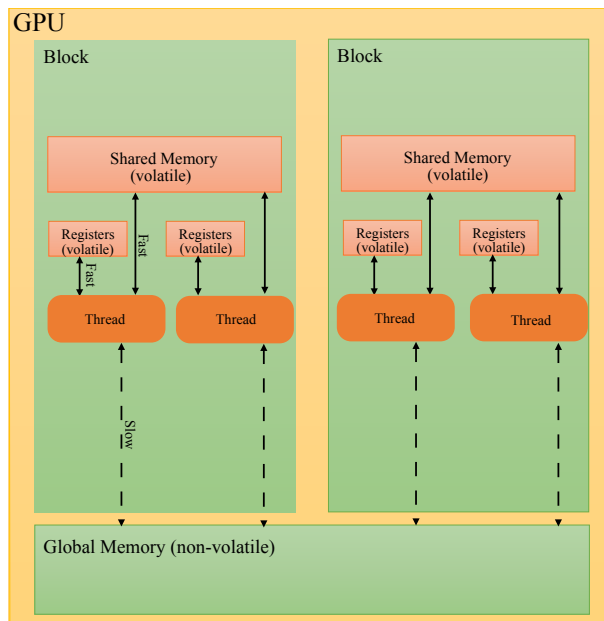 GPU
Block
Shared Memory
(volatile)
Registers
(volatile)
Registers
(volatile)
Fast
Fast
Thread
Thread
Slow
Block
Shared Memory
(volatile)
Registers
(volatile)
Registers
(volatile)
Thread
Thread
Global Memory (non-volatile)